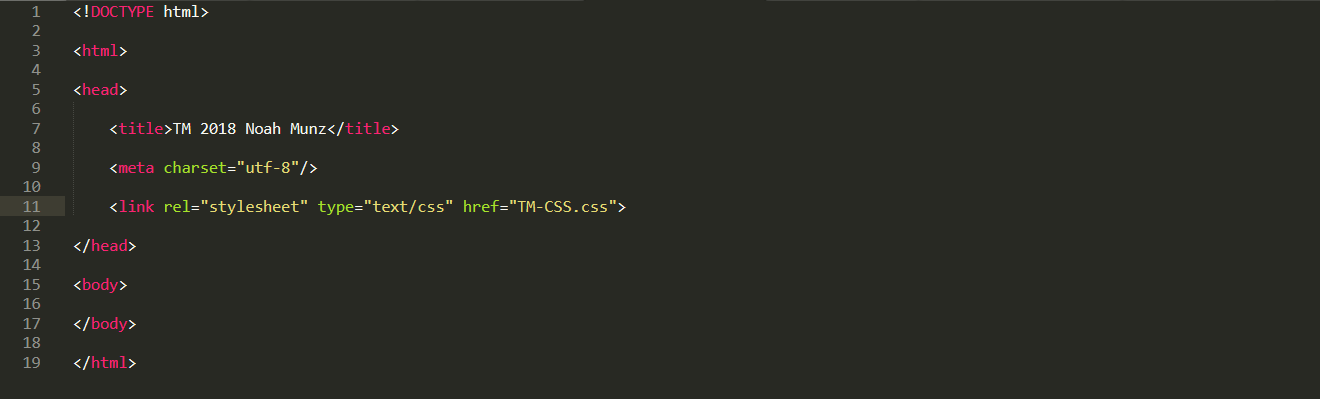 1 <!DOCTYPE html>
2
3 <html>
4
5 <head>
6
7     <title>TM 2018 Noah Munz</title>
8
9     <meta charset="utf-8"/>
10
11     <link rel="stylesheet" type="text/css" href="TM-CSS.css">
12
13 </head>
14
15 <body>
16
17 </body>
18
19 </html>